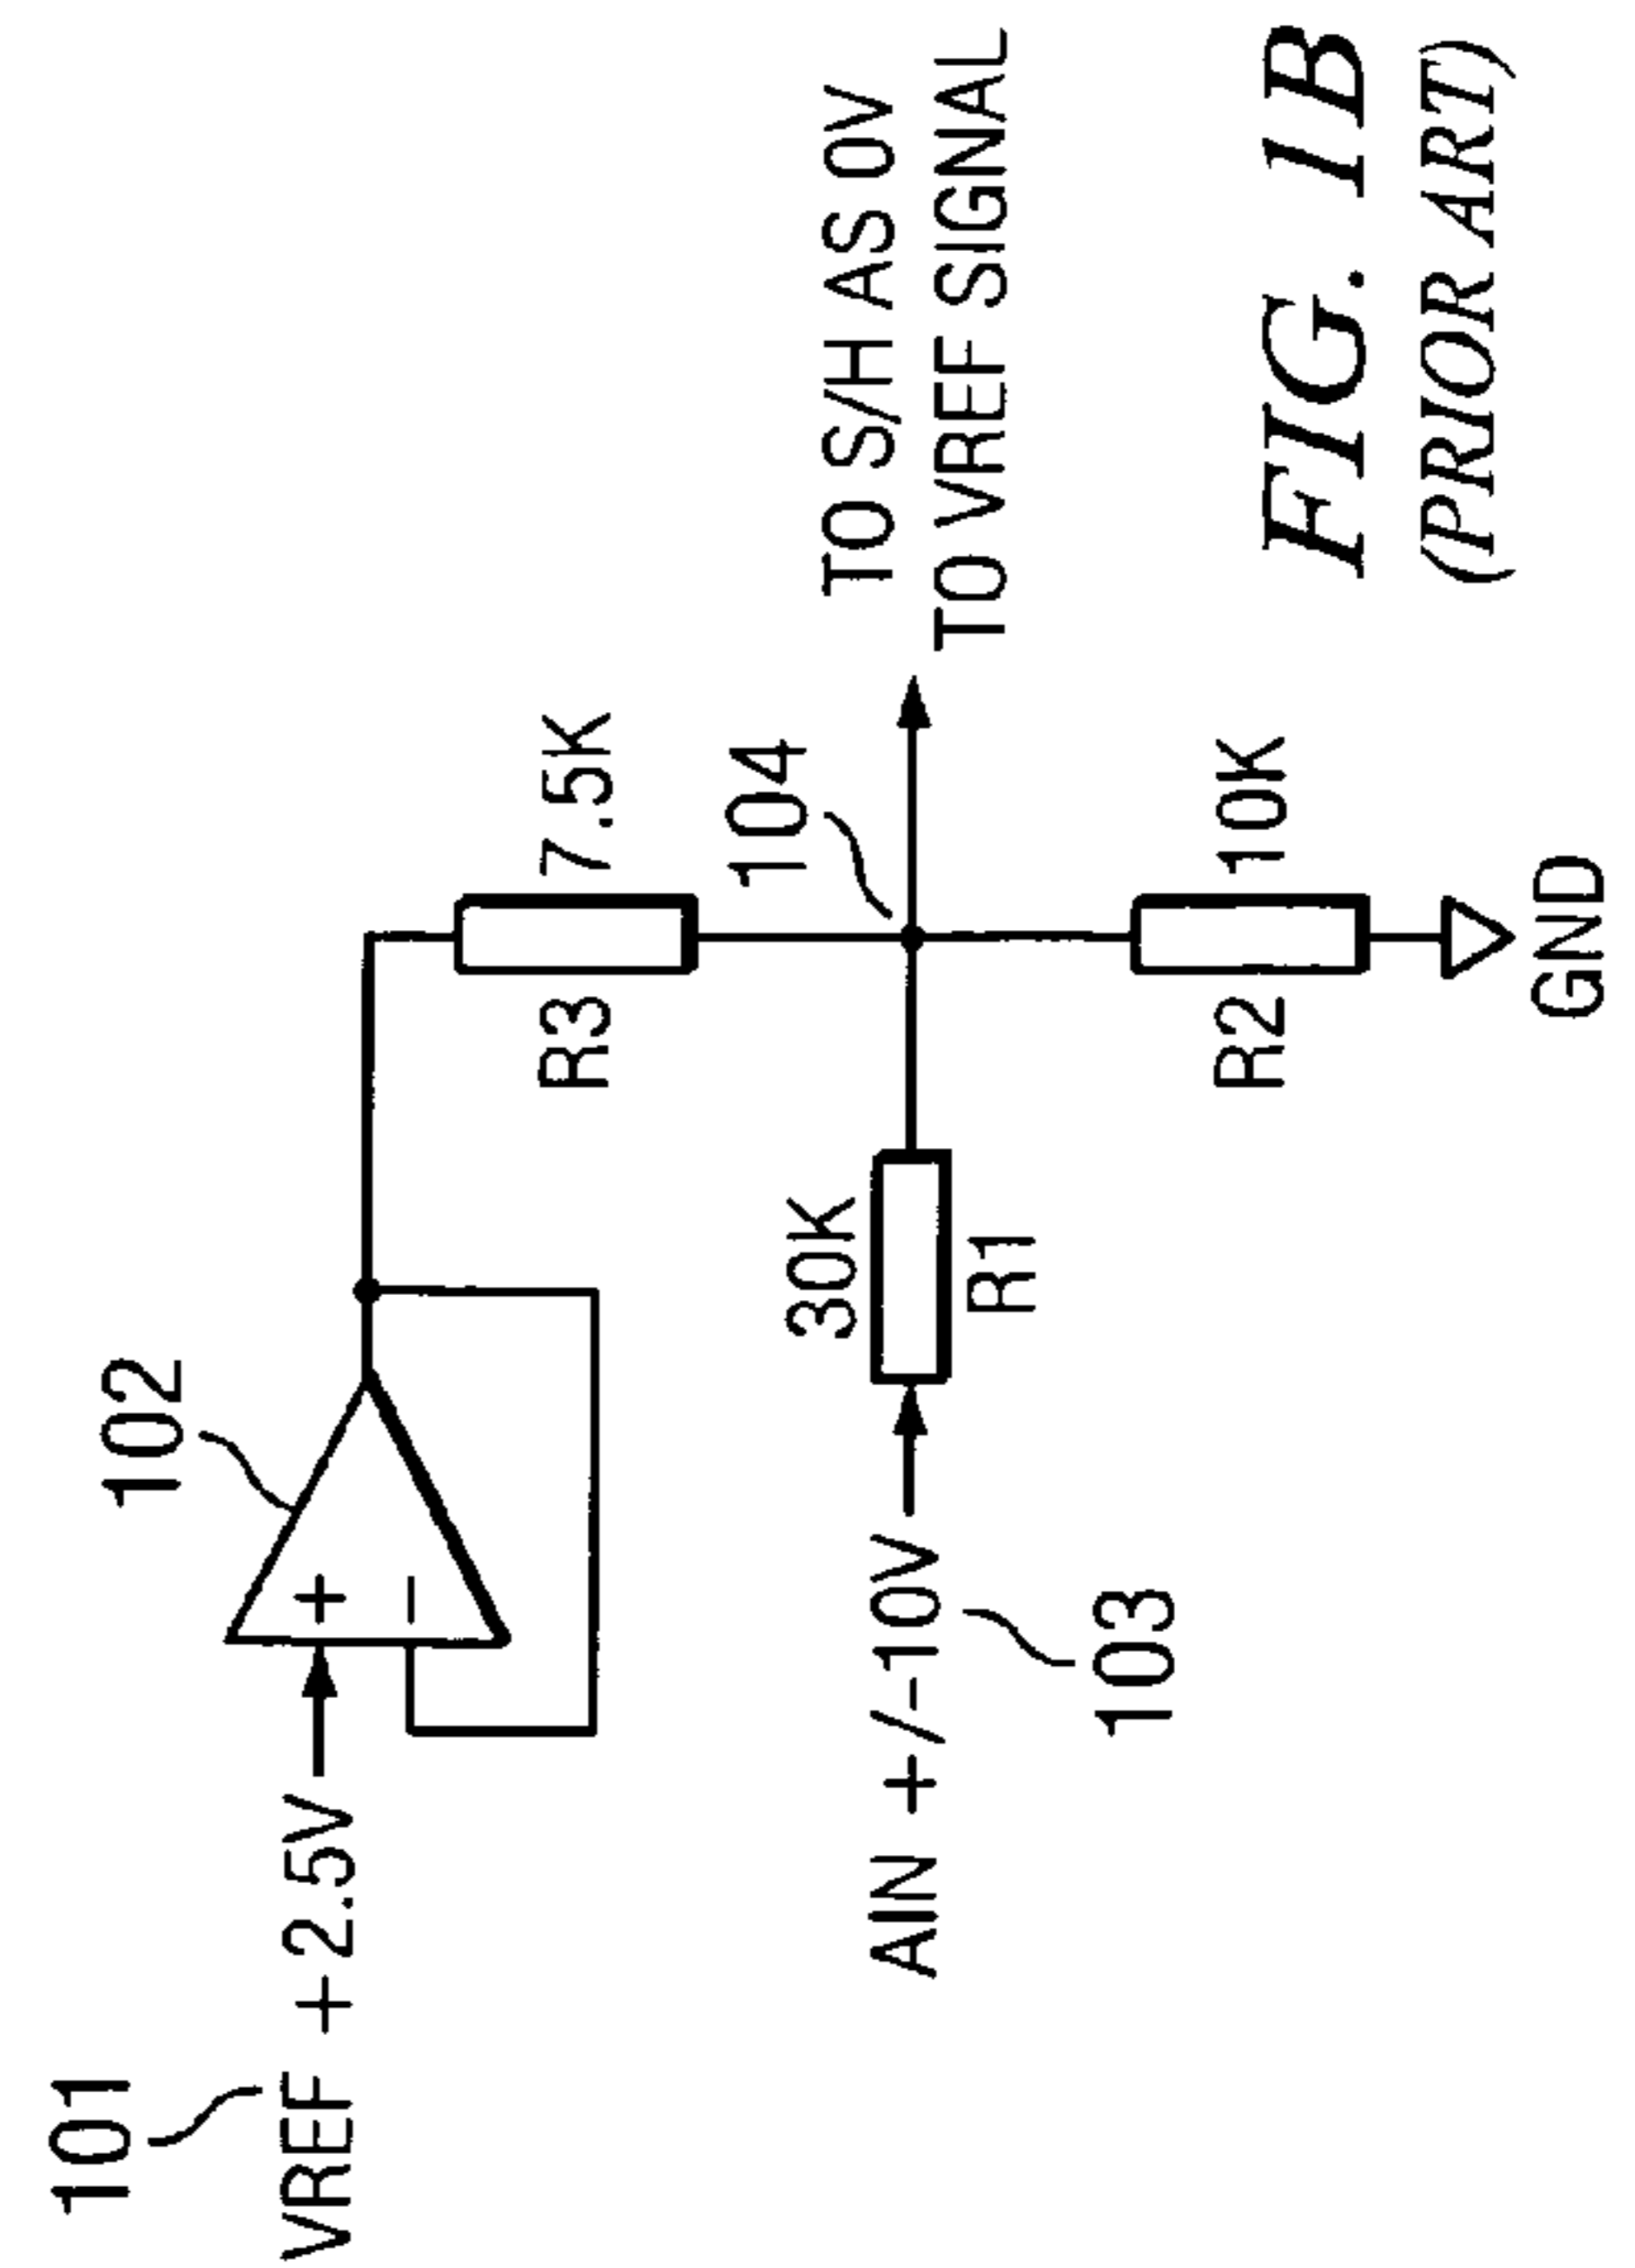 101
VREF +2.5V
+
−
102
R3
7.5K
104
TO S/H AS 0V
TO VREF SIGNAL
AIN +/-10V
103
30K
R1
R2
10K
GND
FIG. 1B
(PRIOR ART)